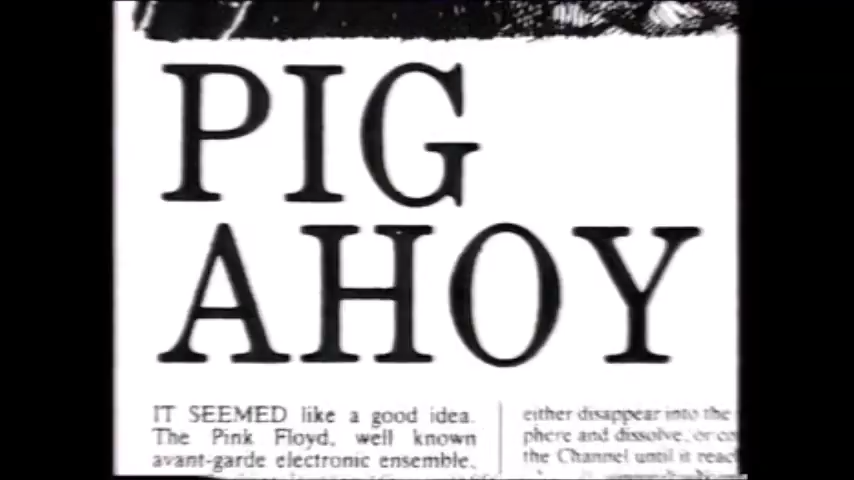 PIG
AHOY
IT SEEMED like a good idea.
The Pink Floyd, well known
avant-garde electronic ensemble,
either disappear into the
phere and dissolve, or
the Channel until it